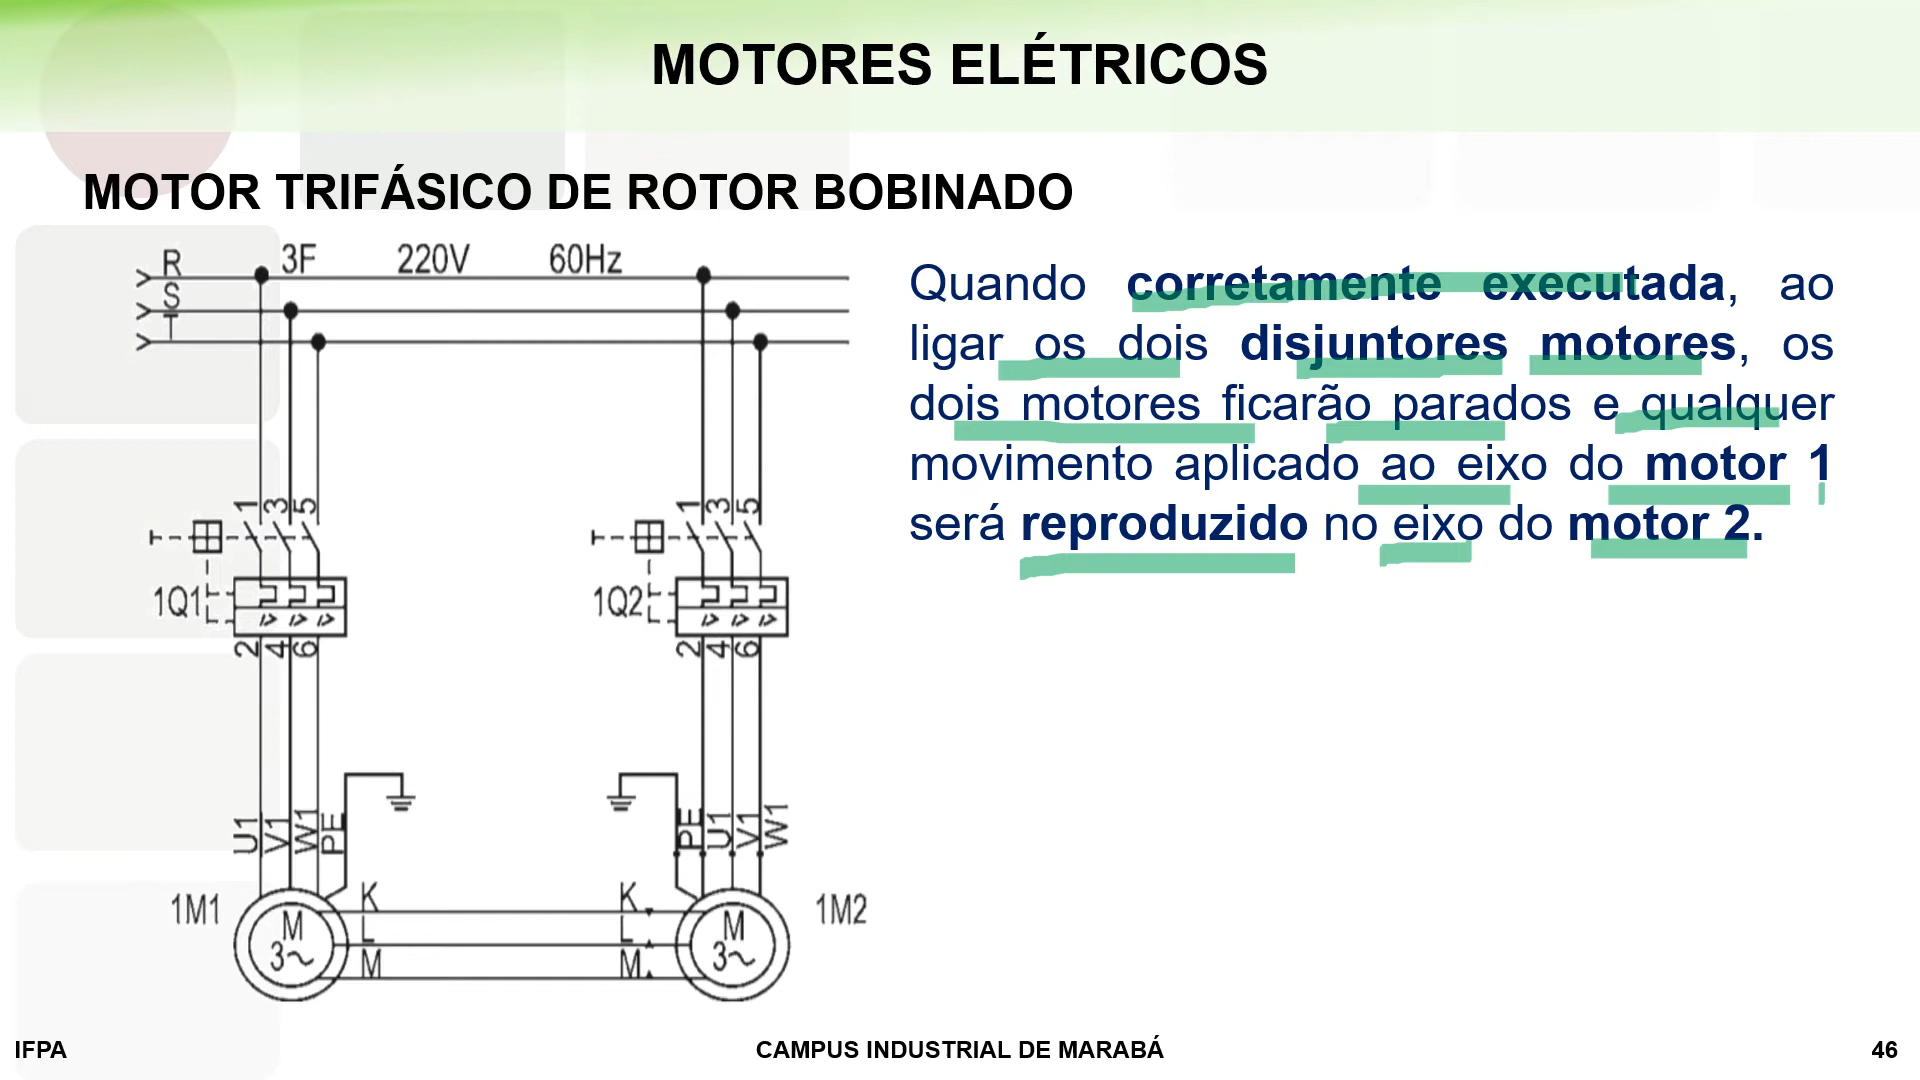 MOTORES ELÉTRICOS
MOTOR TRIFÁSICO DE ROTOR BOBINADO
R 3F 220V 60Hz
S
T
Quando corretamente executada, ao
ligar os dois disjuntores motores, os
dois motores ficarão parados e qualquer
movimento aplicado ao eixo do motor 1
será reproduzido no eixo do motor 2.
1 3 5 1 3 5
1Q1 1Q2
I> I> I> I> I> I>
2 4 6 2 4 6
U1 V1 W1 PE PE U1 V1 W1
1M1 K K 1M2
M L L M
3~ M M 3~
IFPA CAMPUS INDUSTRIAL DE MARABÁ 46